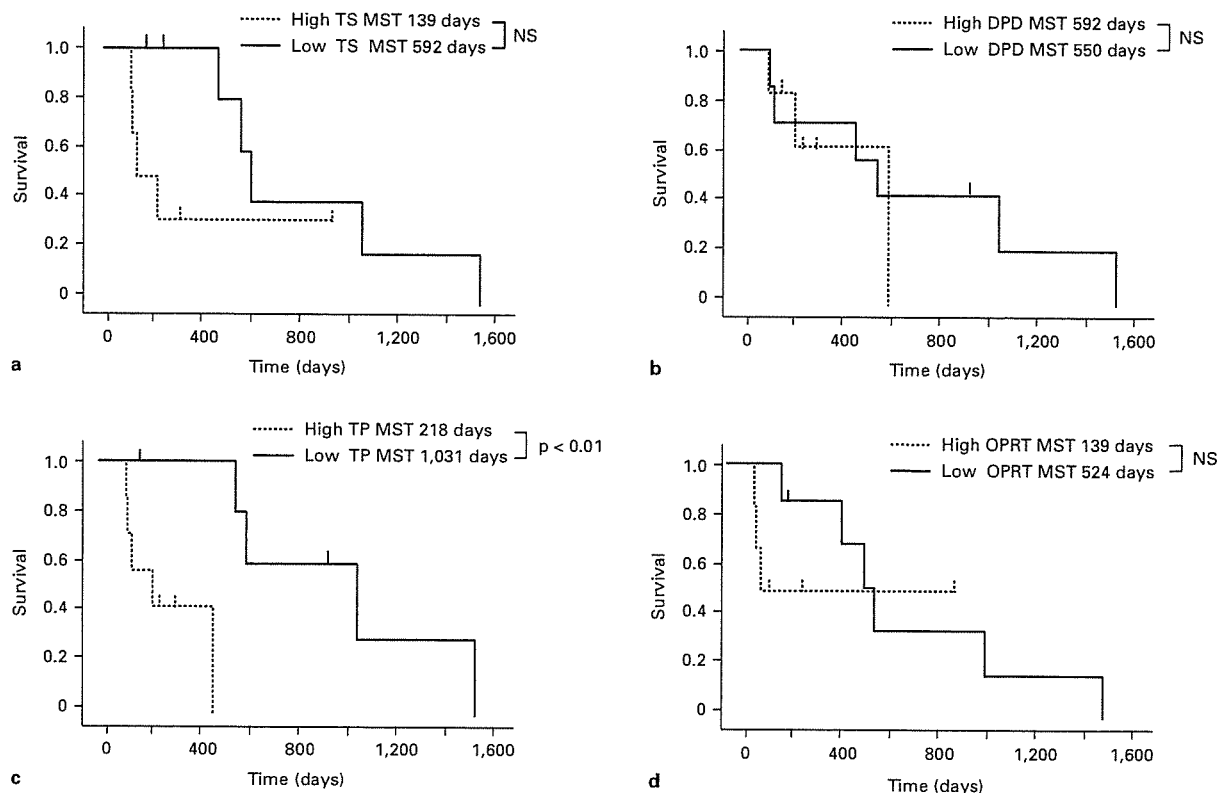 High TS MST 139 days
Low TS MST 592 days
NS
1.0
0.8
0.6
0.4
0.2
0
Survival
0 400 800 1,200 1,600
Time (days)
a
High DPD MST 592 days
Low DPD MST 550 days
NS
1.0
0.8
0.6
0.4
0.2
0
Survival
0 400 800 1,200 1,600
Time (days)
b
High TP MST 218 days
Low TP MST 1,031 days
p < 0.01
1.0
0.8
0.6
0.4
0.2
0
Survival
0 400 800 1,200 1,600
Time (days)
c
High OPRT MST 139 days
Low OPRT MST 524 days
NS
1.0
0.8
0.6
0.4
0.2
0
Survival
0 400 800 1,200 1,600
Time (days)
d